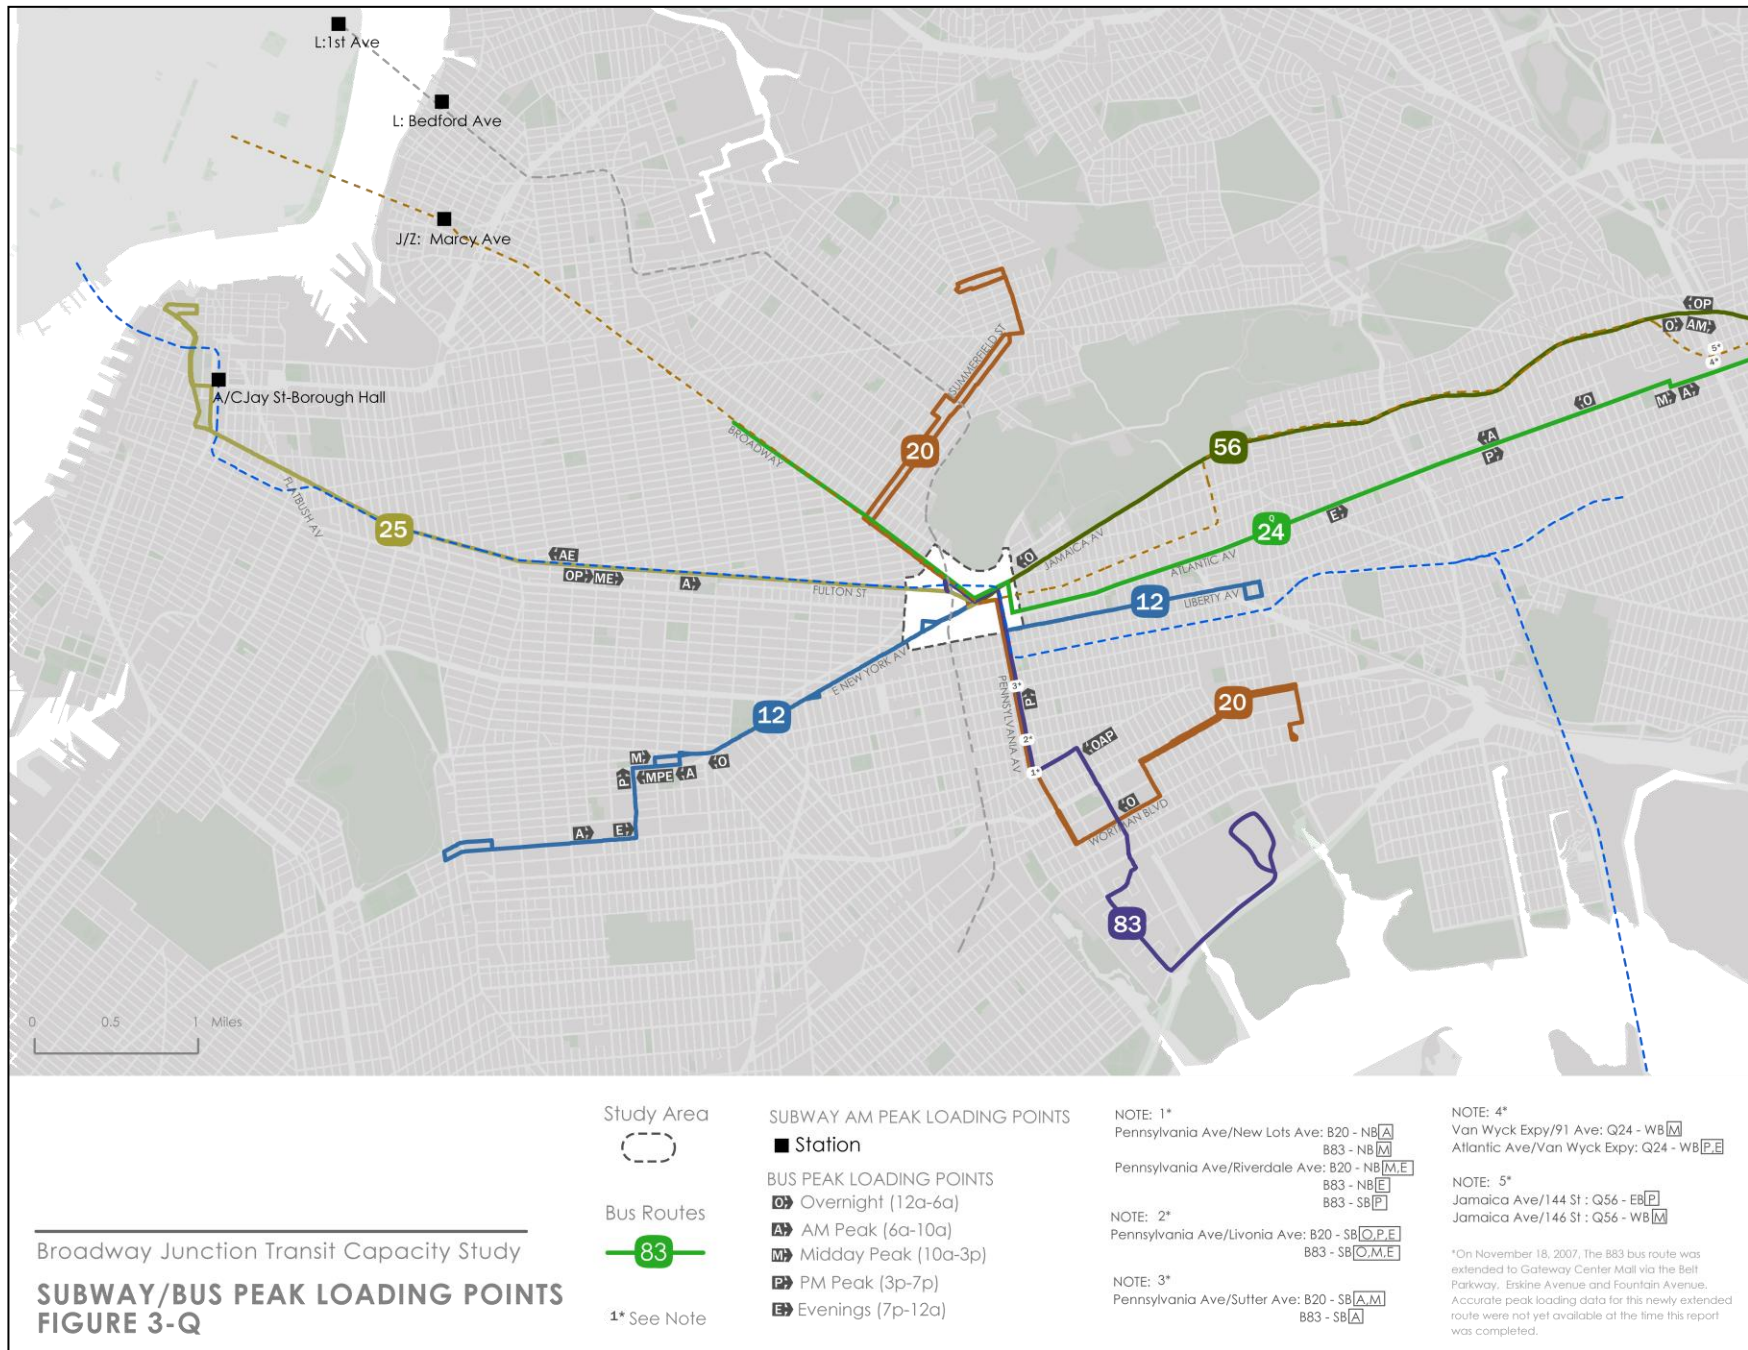 L:1st Ave
L: Bedford Ave
J/Z: Marcy Ave
A/CJay St-Borough Hall
SUMMERFIELD ST
BROADWAY
20
56
OP
O AM
5*
4*
M A
O
A
P
Q
24
E
FLATBUSH AV
25
AE
OP ME
A
FULTON ST
O
JAMAICA AV
ATLANTIC AV
12
LIBERTY AV
E NEW YORK AV
12
PENNSYLVANIA AV
3*
P
2*
1*
OAP
20
O
WORTMAN BLVD
83
M
P
MPE
A
O
A
E
0 0.5 1 Miles
Broadway Junction Transit Capacity Study
SUBWAY/BUS PEAK LOADING POINTS
FIGURE 3-Q
Study Area
Bus Routes
83
1* See Note
SUBWAY AM PEAK LOADING POINTS
Station
BUS PEAK LOADING POINTS
O Overnight (12a-6a)
A AM Peak (6a-10a)
M Midday Peak (10a-3p)
P PM Peak (3p-7p)
E Evenings (7p-12a)
NOTE: 1*
Pennsylvania Ave/New Lots Ave: B20 - NB A
B83 - NB M
Pennsylvania Ave/Riverdale Ave: B20 - NB M,E
B83 - NB E
B83 - SB P
NOTE: 2*
Pennsylvania Ave/Livonia Ave: B20 - SB O,P,E
B83 - SB O,M,E
NOTE: 3*
Pennsylvania Ave/Sutter Ave: B20 - SB A,M
B83 - SB A
NOTE: 4*
Van Wyck Expy/91 Ave: Q24 - WB M
Atlantic Ave/Van Wyck Expy: Q24 - WB P,E
NOTE: 5*
Jamaica Ave/144 St : Q56 - EB P
Jamaica Ave/146 St : Q56 - WB M
*On November 18, 2007, The B83 bus route was
extended to Gateway Center Mall via the Belt
Parkway, Erskine Avenue and Fountain Avenue.
Accurate peak loading data for this newly extended
route were not yet available at the time this report
was completed.